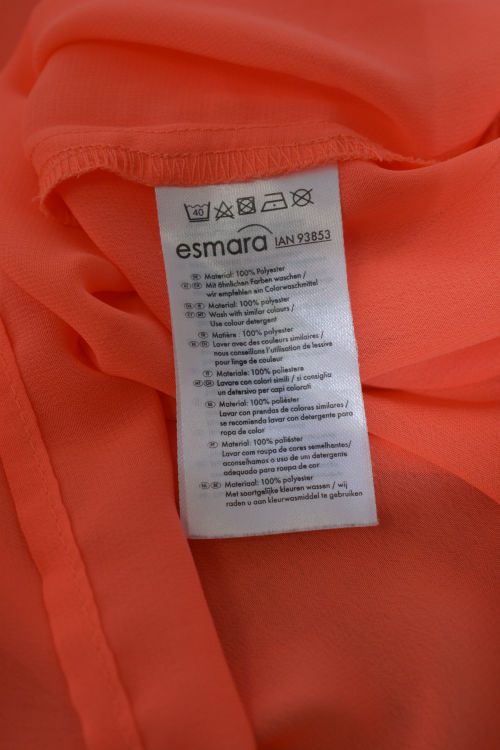 40
esmara IAN 93853
Material: 100% Polyester
Mit ähnlichen Farben waschen /
wir empfehlen ein Colorwaschmittel
Material: 100% polyester
Wash with similar colours /
Use colour detergent
Matière : 100% polyester
Laver avec des couleurs similaires /
nous conseillons l'utilisation de lessive
pour linge de couleur
Materiale: 100% poliestere
Lavare con colori simili / si consiglia
un detersivo per capi colorati
Material: 100% poliéster
Lavar con prendas de colores similares /
se recomienda lavar con detergente para
ropa de color
Material: 100% poliéster
Lavar com roupa de cores semelhantes/
aconselhamos o uso de um detergente
adequado para roupa de cor
Materiaal: 100% polyester
Met soortgelijke kleuren wassen / wij
raden u aan kleurwasmiddel te gebruiken